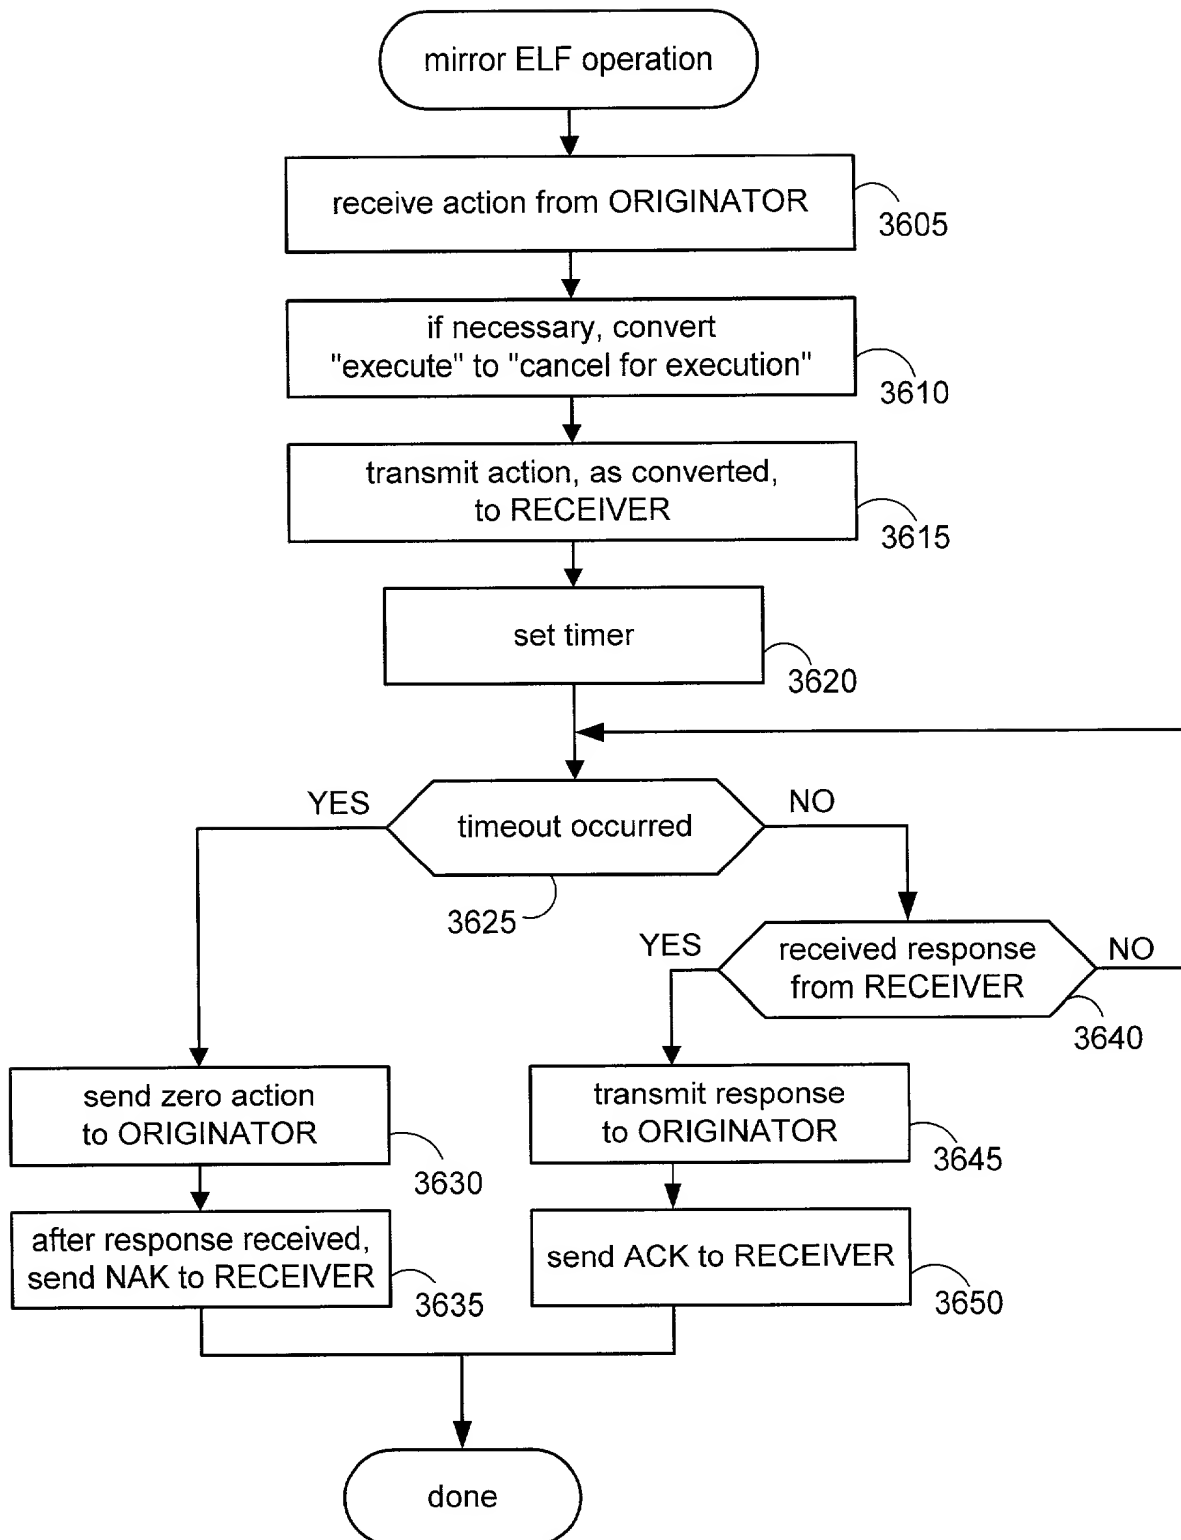 mirror ELF operation
receive action from ORIGINATOR
3605
if necessary, convert
"execute" to "cancel for execution"
3610
transmit action, as converted,
to RECEIVER
3615
set timer
3620
YES
timeout occurred
NO
3625
YES
received response
from RECEIVER
NO
3640
send zero action
to ORIGINATOR
3630
transmit response
to ORIGINATOR
3645
after response received,
send NAK to RECEIVER
3635
send ACK to RECEIVER
3650
done